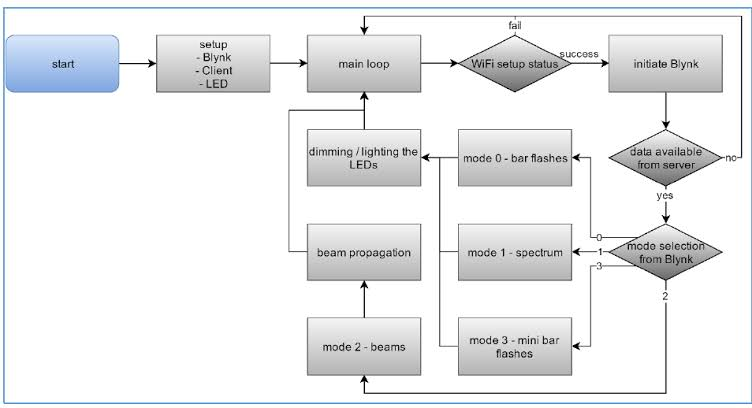 fail
start
setup
- Blynk
- Client
- LED
main loop
WiFi setup status
success
initiate Blynk
dimming / lighting the
LEDs
mode 0 - bar flashes
data available
from server
no
yes
beam propagation
mode 1 - spectrum
0
1
3
mode selection
from Blynk
2
mode 2 - beams
mode 3 - mini bar
flashes